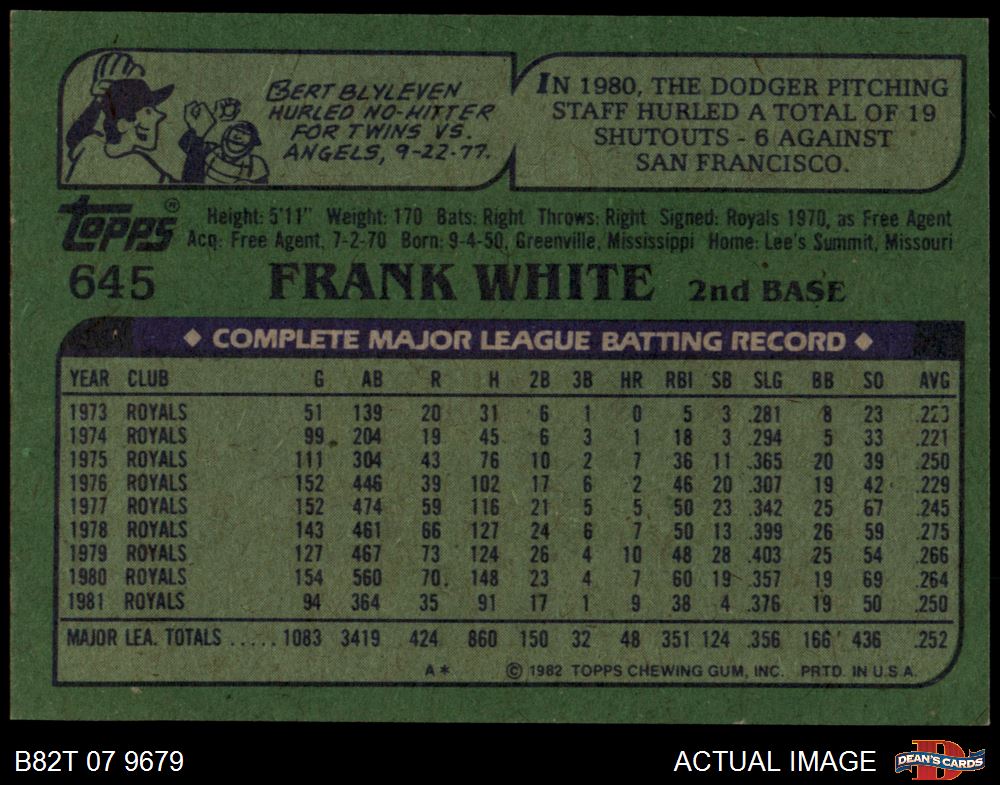 BERT BLYLEVEN
HURLED NO-HITTER
FOR TWINS VS.
ANGELS, 9-22-77.
IN 1980, THE DODGER PITCHING
STAFF HURLED A TOTAL OF 19
SHUTOUTS - 6 AGAINST
SAN FRANCISCO.
topps®
Height: 5'11" Weight: 170 Bats: Right Throws: Right Signed: Royals 1970, as Free Agent
Acq: Free Agent, 7-2-70 Born: 9-4-50, Greenville, Mississippi Home: Lee's Summit, Missouri
645 FRANK WHITE 2nd BASE
◆ COMPLETE MAJOR LEAGUE BATTING RECORD ◆
YEAR CLUB G AB R H 2B 3B HR RBI SB SLG BB SO AVG
1973 ROYALS 51 139 20 31 6 1 0 5 3 .281 8 23 .223
1974 ROYALS 99 204 19 45 6 3 1 18 3 .294 5 33 .221
1975 ROYALS 111 304 43 76 10 2 7 36 11 .365 20 39 .250
1976 ROYALS 152 446 39 102 17 6 2 46 20 .307 19 42 .229
1977 ROYALS 152 474 59 116 21 5 5 50 23 .342 25 67 .245
1978 ROYALS 143 461 66 127 24 6 7 50 13 .399 26 59 .275
1979 ROYALS 127 467 73 124 26 4 10 48 28 .403 25 54 .266
1980 ROYALS 154 560 70 148 23 4 7 60 19 .357 19 69 .264
1981 ROYALS 94 364 35 91 17 1 9 38 4 .376 19 50 .250
MAJOR LEA. TOTALS ..... 1083 3419 424 860 150 32 48 351 124 .356 166 436 .252
A* © 1982 TOPPS CHEWING GUM, INC. PRTD. IN U.S.A.
B82T 07 9679 ACTUAL IMAGE DEAN'S CARDS